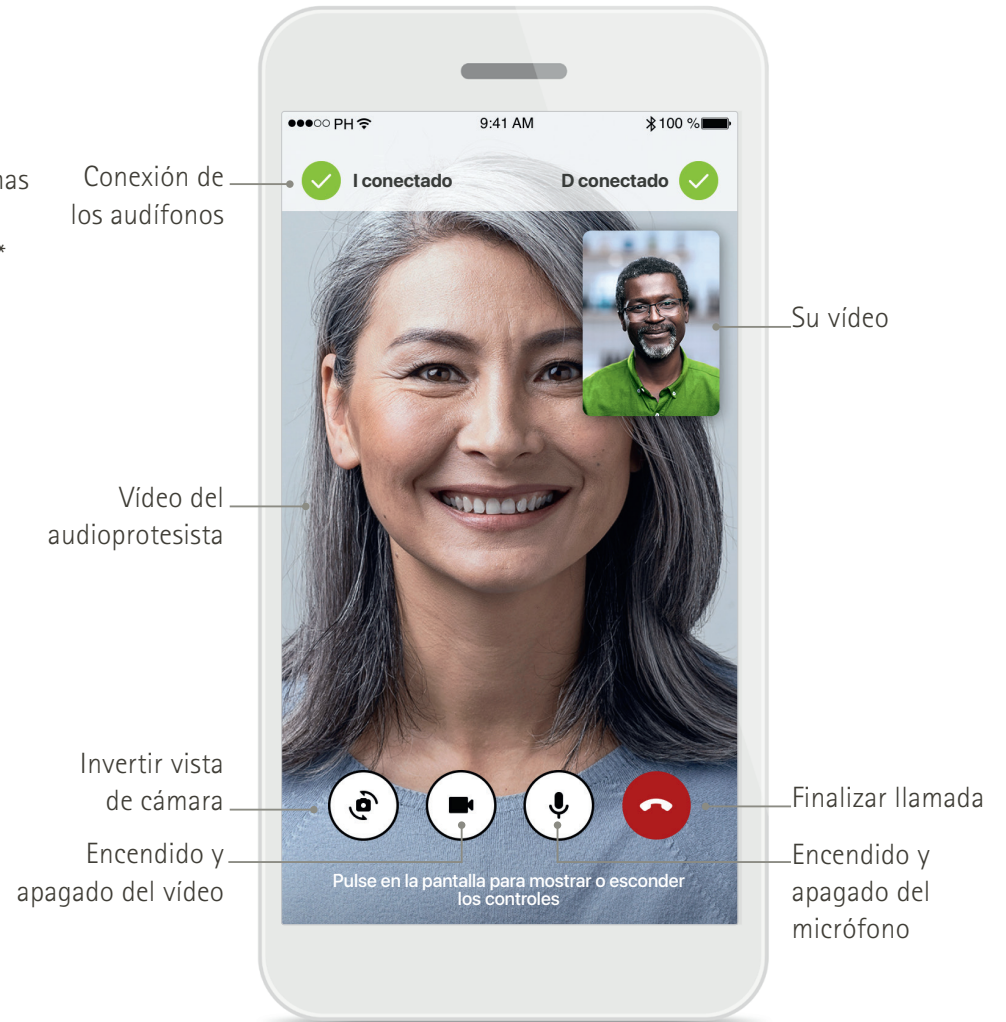 PH
9:41 AM
100 %
I conectado
D conectado
nas
*
Conexión de
los audífonos
Su vídeo
Vídeo del
audioprotesista
Invertir vista
de cámara
Finalizar llamada
Encendido y
apagado del vídeo
Encendido y
apagado del
micrófono
Pulse en la pantalla para mostrar o esconder
los controles